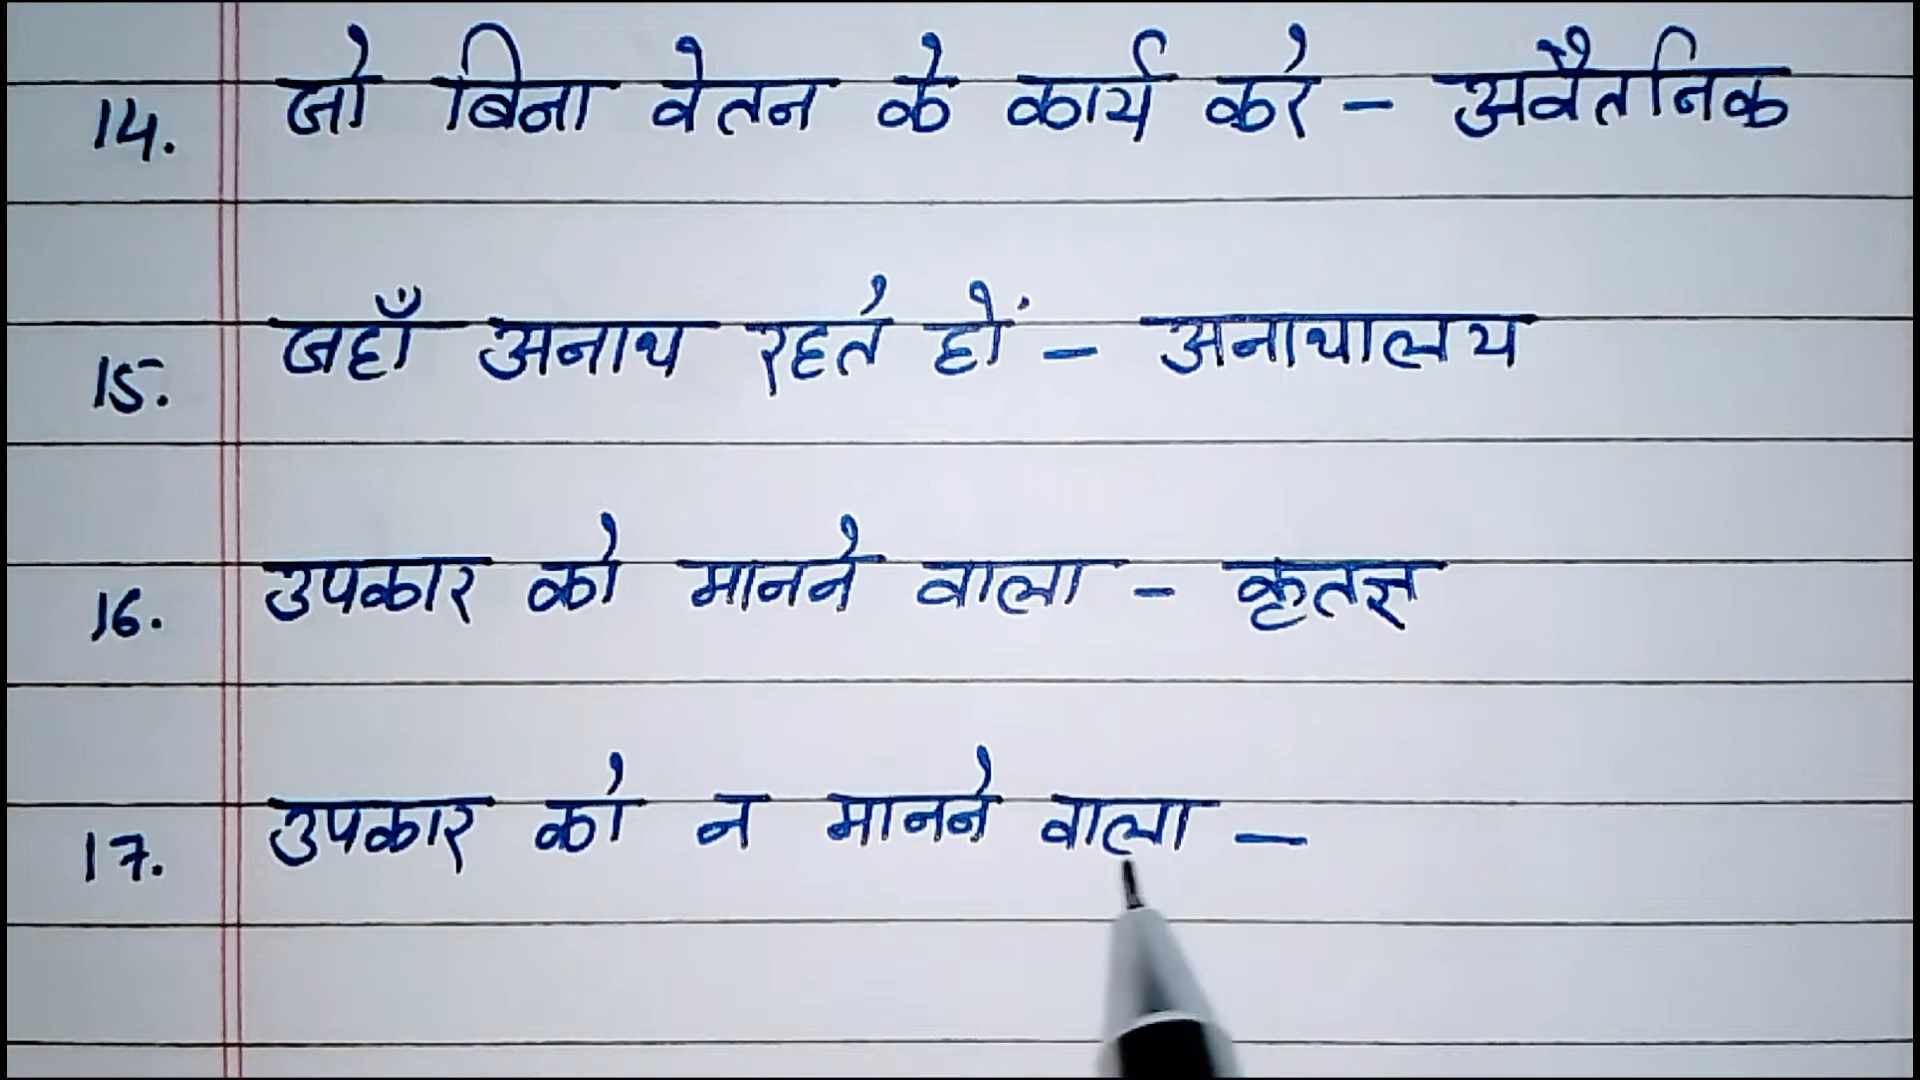 14. जो बिना वेतन के कार्य करे - अवैतनिक
15. जहाँ अनाथ रहते हों - अनाथालय
16. उपकार को मानने वाला - कृतज्ञ
17. उपकार को न मानने वाला -